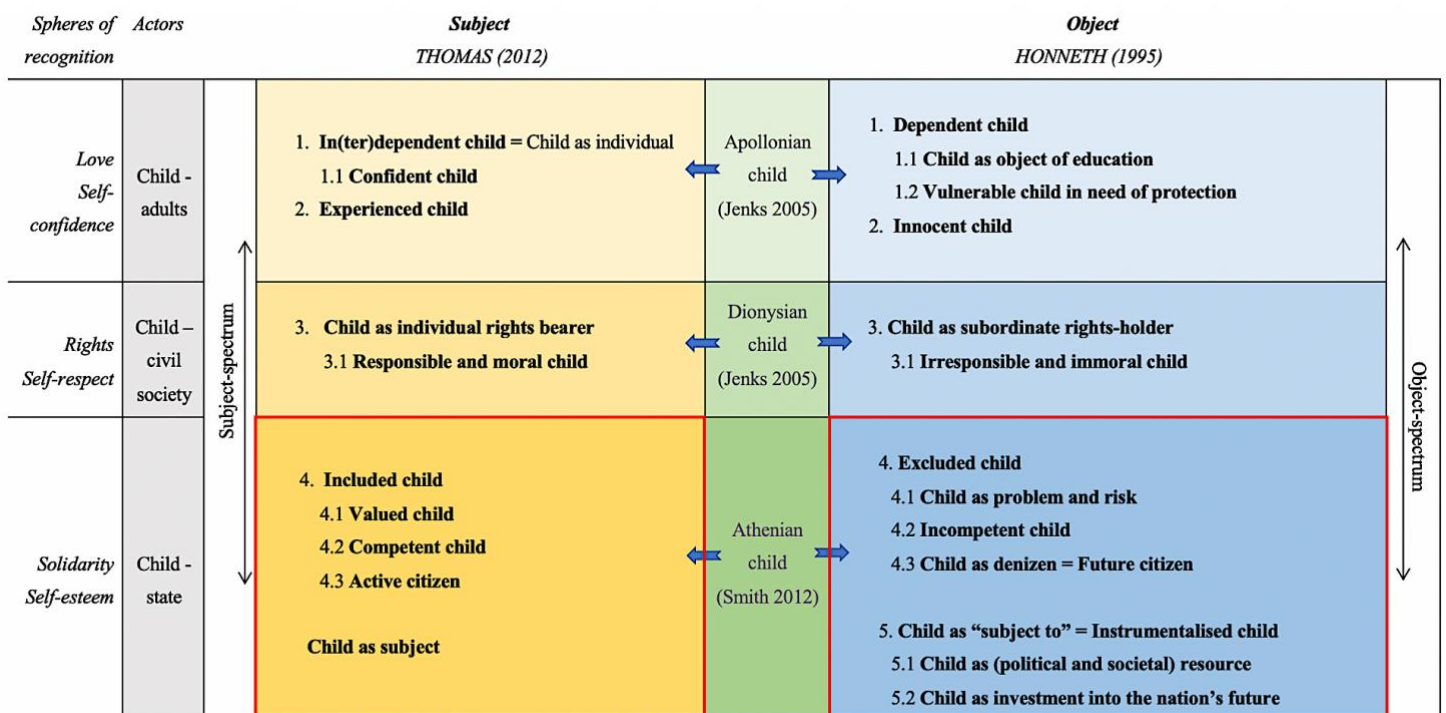 Spheres of recognition
Actors
Subject
THOMAS (2012)
Object
HONNETH (1995)
Love
Self-
confidence
Child -
adults
1. In(ter)dependent child = Child as individual
1.1 Confident child
2. Experienced child
Apollonian
child
(Jenks 2005)
1. Dependent child
1.1 Child as object of education
1.2 Vulnerable child in need of protection
2. Innocent child
Rights
Self-respect
Child –
civil
society
Subject-spectrum
3. Child as individual rights bearer
3.1 Responsible and moral child
Dionysian
child
(Jenks 2005)
3. Child as subordinate rights-holder
3.1 Irresponsible and immoral child
Object-spectrum
Solidarity
Self-esteem
Child -
state
4. Included child
4.1 Valued child
4.2 Competent child
4.3 Active citizen
Child as subject
Athenian
child
(Smith 2012)
4. Excluded child
4.1 Child as problem and risk
4.2 Incompetent child
4.3 Child as denizen = Future citizen
5. Child as “subject to” = Instrumentalised child
5.1 Child as (political and societal) resource
5.2 Child as investment into the nation’s future